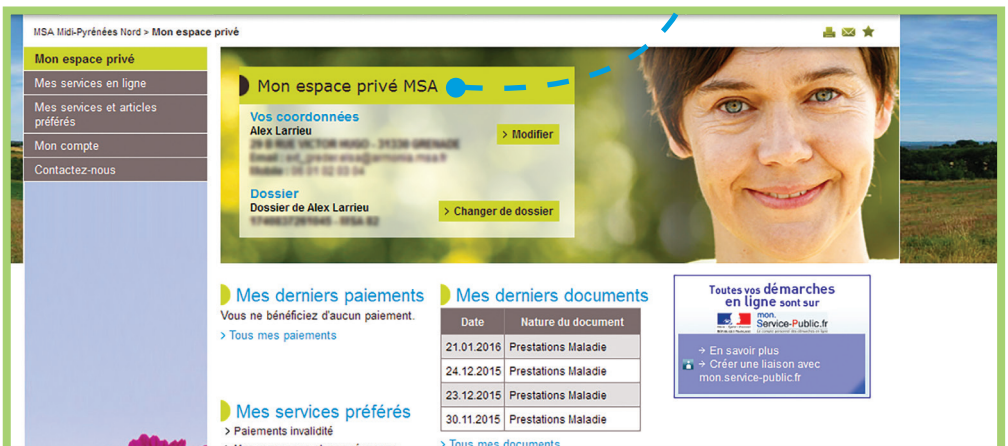 MSA Midi-Pyrénées Nord > Mon espace privé
Mon espace privé
Mes services en ligne
Mes services et articles
préférés
Mon compte
Contactez-nous
Mon espace privé MSA
Vos coordonnées
Alex Larrieu
> Modifier
Dossier
Dossier de Alex Larrieu
> Changer de dossier
Mes derniers paiements
Vous ne bénéficiez d'aucun paiement.
> Tous mes paiements
Mes services préférés
> Paiements invalidité
Mes derniers documents
Date Nature du document
21.01.2016 Prestations Maladie
24.12.2015 Prestations Maladie
23.12.2015 Prestations Maladie
30.11.2015 Prestations Maladie
> Tous mes documents
Toutes vos démarches
en ligne sont sur
mon.
Service-Public.fr
→ En savoir plus
→ Créer une liaison avec
mon.service-public.fr